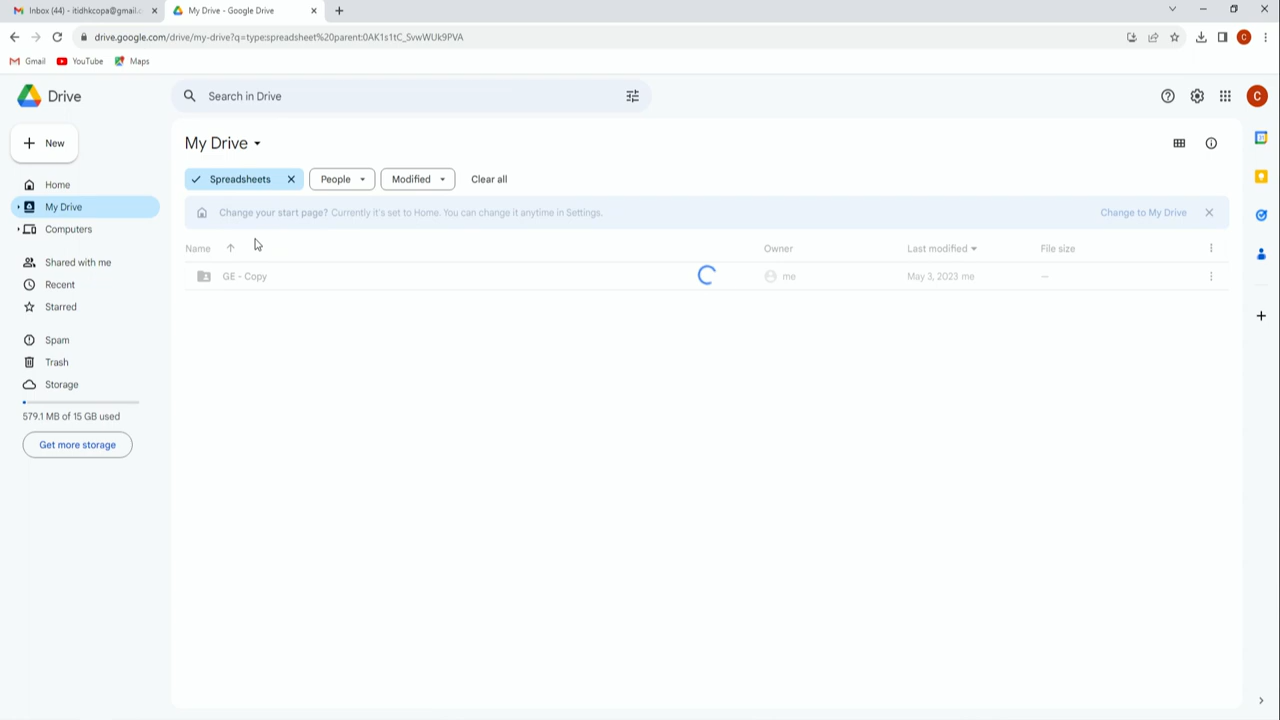 Inbox (44) - itidhkcopa@gmail.c
My Drive - Google Drive
drive.google.com/drive/my-drive?q=type:spreadsheet%20parent:0AK1s1tC_SvwWUk9PVA
C
Gmail
YouTube
Maps
Drive
Search in Drive
C
New
My Drive
Spreadsheets
People
Modified
Clear all
Home
My Drive
Computers
Shared with me
Recent
Starred
Spam
Trash
Storage
579.1 MB of 15 GB used
Get more storage
Change your start page? Currently it's set to Home. You can change it anytime in Settings.
Change to My Drive
Name
Owner
Last modified
File size
GE - Copy
me
May 3, 2023 me
—